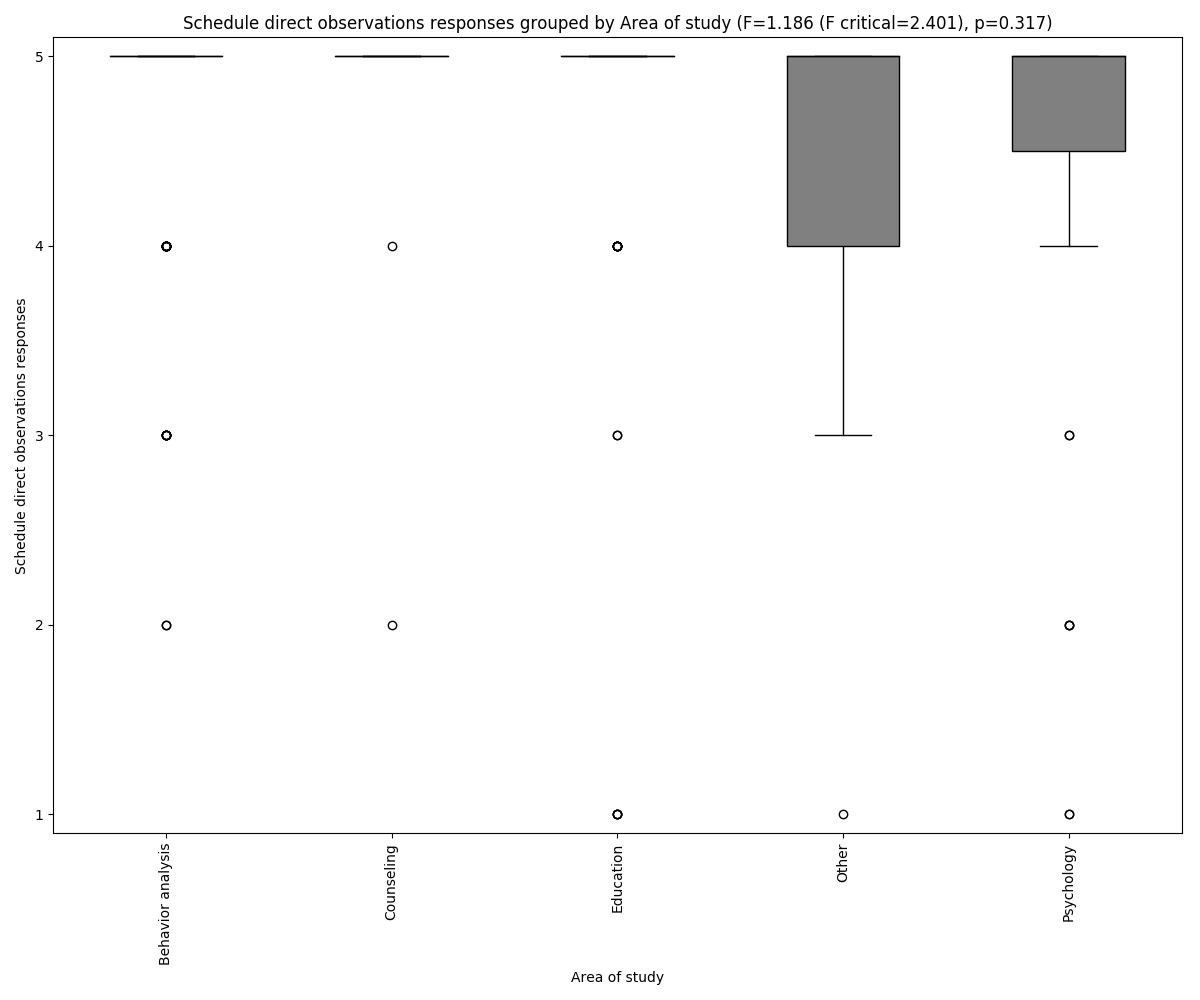 Schedule direct observations responses grouped by Area of study (F=1.186 (F critical=2.401), p=0.317)
Schedule direct observations responses
5
4
3
2
1
Behavior analysis
Counseling
Education
Other
Psychology
Area of study